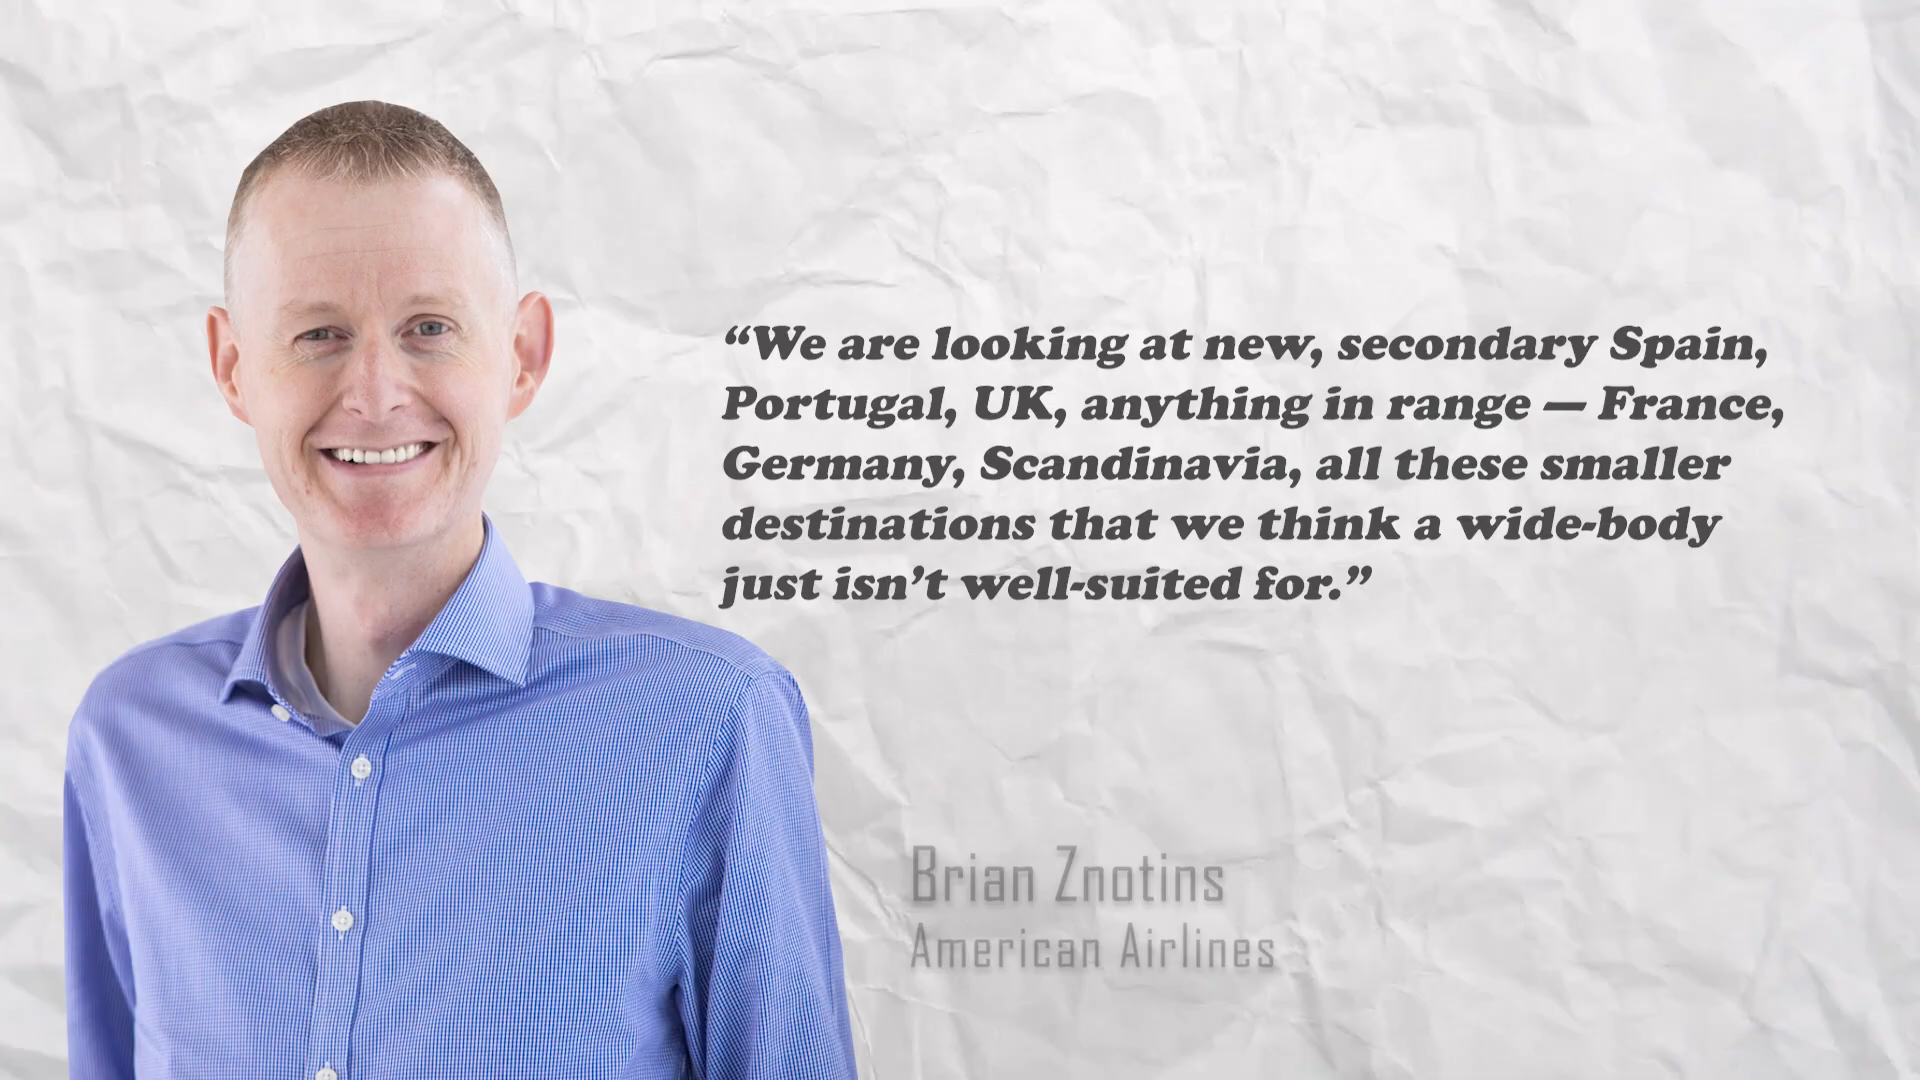 “We are looking at new, secondary Spain,
Portugal, UK, anything in range — France,
Germany, Scandinavia, all these smaller
destinations that we think a wide-body
just isn’t well-suited for.”
Brian Znotins
American Airlines